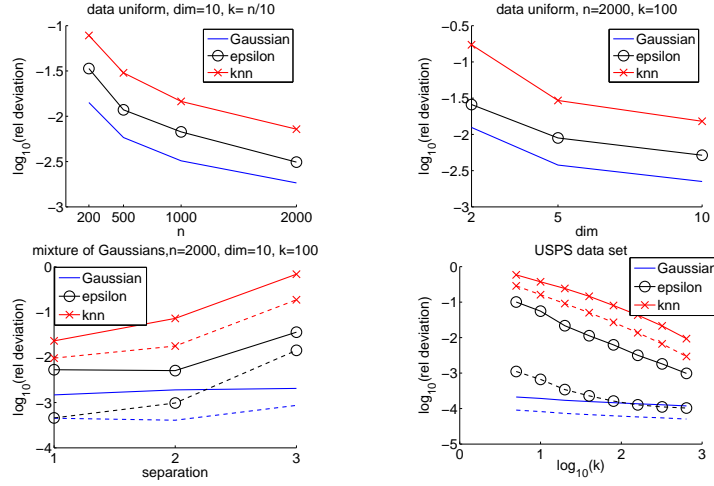 data uniform, dim=10, k= n/10
−1
−1.5
−2
−2.5
−3
log10(rel deviation)
200 500 1000 2000
n
Gaussian
epsilon
knn
data uniform, n=2000, k=100
−0.5
−1
−1.5
−2
−2.5
−3
log10(rel deviation)
2 5 10
dim
Gaussian
epsilon
knn
mixture of Gaussians,n=2000, dim=10, k=100
0
−1
−2
−3
−4
log10(rel deviation)
1 2 3
separation
Gaussian
epsilon
knn
USPS data set
0
−1
−2
−3
−4
−5
log10(rel deviation)
0 1 2 3
log10(k)
Gaussian
epsilon
knn